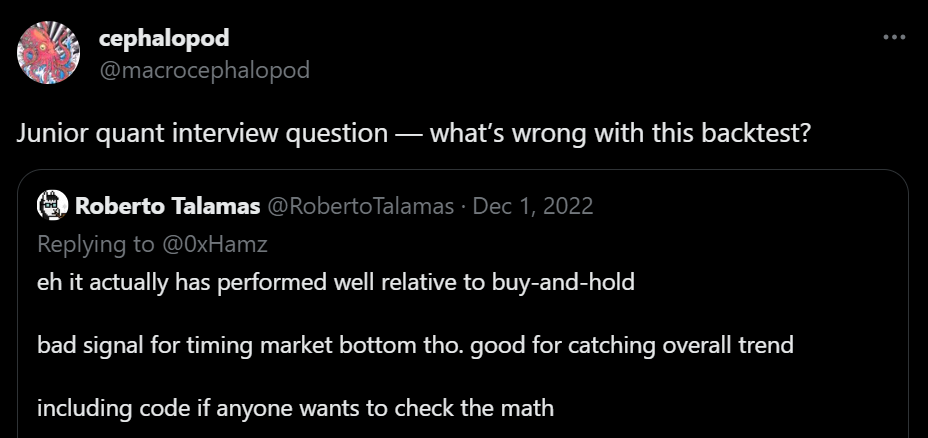 cephalopod
@macrocephalopod
Junior quant interview question — what's wrong with this backtest?
Roberto Talamas @RobertoTalamas · Dec 1, 2022
Replying to @0xHamz
eh it actually has performed well relative to buy-and-hold
bad signal for timing market bottom tho. good for catching overall trend
including code if anyone wants to check the math